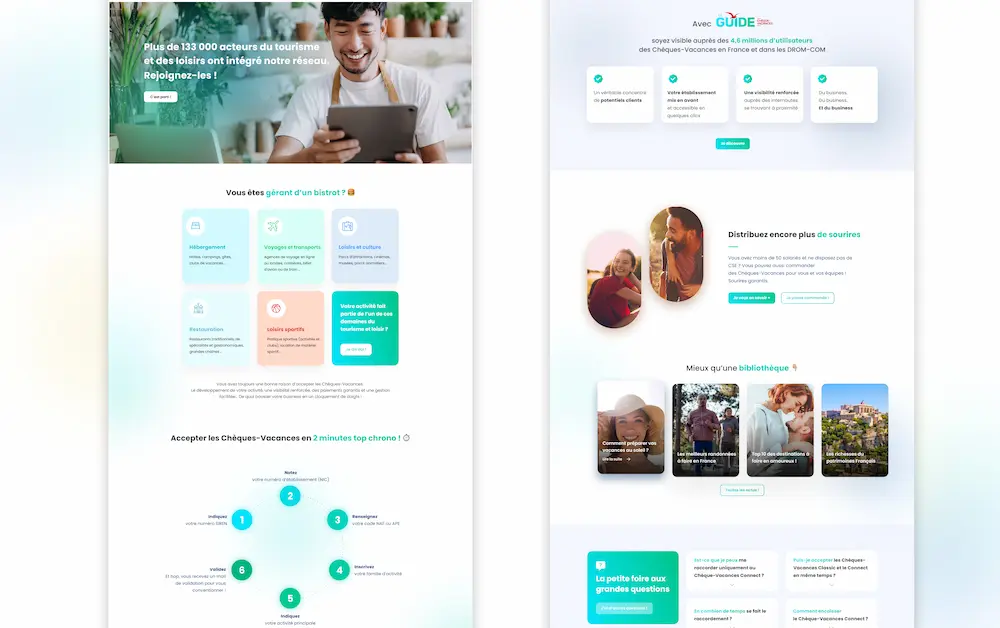 Plus de 133 000 acteurs du tourisme
et des loisirs ont intégré notre réseau.
Rejoignez-les !
C'est parti !
Vous êtes gérant d'un bistrot ?
Hébergement
Hôtels, campings, gîtes,
clubs de vacances...
Voyages et transports
Agences de voyage en ligne
Loisirs et culture
Parcs d'attractions, cinémas,
musées, parcs animaliers...
Restauration
Restaurants traditionnels, de
spécialités et gastronomiques,
grandes chaînes...
Loisirs sportifs
Pratique sportive (activités et
clubs), location de matériel
sportif...
Votre activité fait
partie de l'un de ces
domaines du
tourisme et loisir ?
Vous avez toujours une bonne raison d'accepter les Chèques-Vacances
Le développement de votre activité, une visibilité renforcée, des paiements garantis et une gestion
facilitée... De quoi booster votre business en un claquement de doigts !
Accepter les Chèques-Vacances en 2 minutes top chrono !
Notez
votre numéro d'établissement (NIC)
2
Indiquez
votre numéro SIREN
1
3
Renseignez
votre code NAT ou APE
Validez
Et hop, vous recevez un mail
de validation pour vous
conventionner !
6
4
Inscrivez
votre famille d'activité
5
Indiquez
votre activité principale
Avec GUIDE
soyez visible auprès des 4,6 millions d'utilisateurs
des Chèques-Vacances en France et dans les DROM-COM
Un véritable concentré
de potentiels clients
Votre établissement
mis en avant
et accessible en
quelques clics
Une visibilité renforcée
auprès des internautes
se trouvant à proximité
Du business,
Du business,
Et du business
Je découvre
Distribuez encore plus de sourires
Vous avez moins de 50 salariés et ne disposez pas de
CSE ? Vous pouvez aussi commander
des Chèques-Vacances pour vous et vos équipes !
Sourires garantis.
Je veux en savoir +
Je passe commande !
Mieux qu'une bibliothèque
Comment préparer vos
vacances au soleil ?
Lire la suite
Les meilleurs randonnées
à faire en France
Top 10 des destinations à
faire en amoureux !
Les richesses du
patrimoines Français
Toutes les actus !
La petite foire aux
grandes questions
J'ai d'autres questions !
Est-ce que je peux me
raccorder uniquement au
Chèque-Vacances Connect ?
Puis-je accepter les Chèques-
Vacances Classic et le Connect
en même temps ?
En combien de temps se fait le
raccordement ?
Comment encaisser
le Chèque-Vacances Connect ?